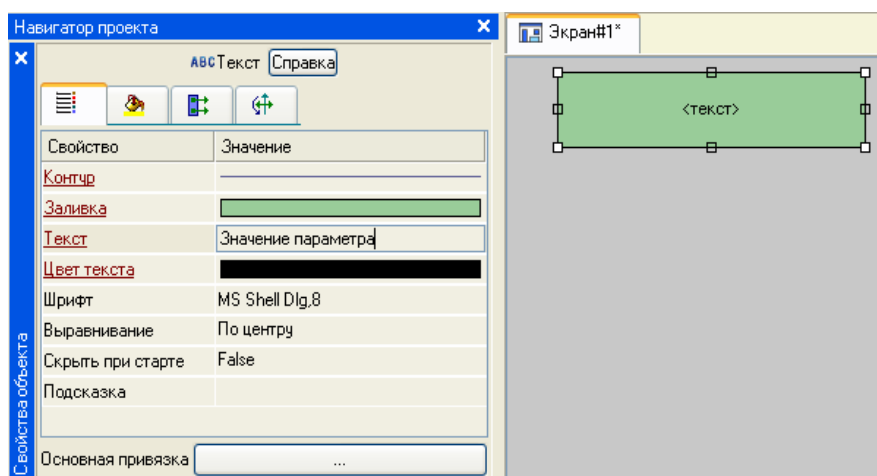 Навигатор проекта
Экран#1*
АВС Текст Справка
Свойство Значение
Контур
Заливка
Текст Значение параметра
Цвет текста
Шрифт MS Shell Dlg,8
Выравнивание По центру
Скрыть при старте False
Подсказка
Основная привязка ...
Свойства объекта
<текст>